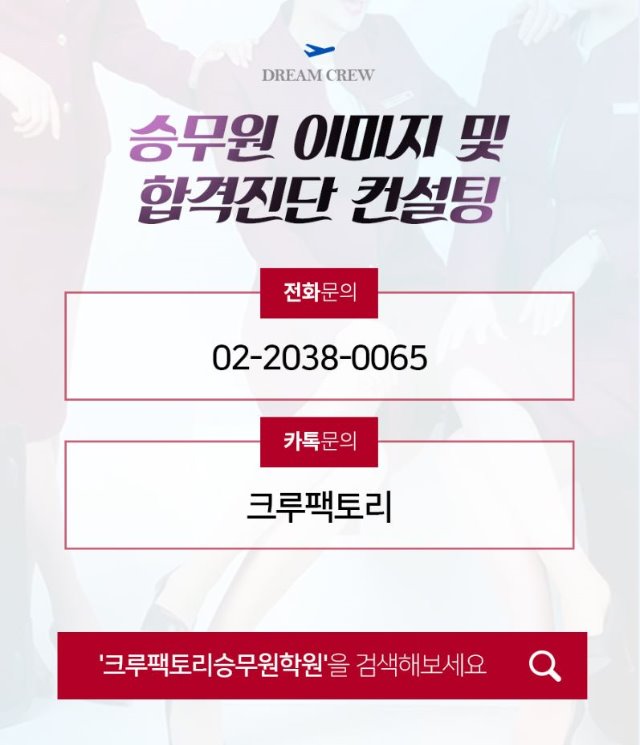 DREAM CREW
승무원 이미지 및
합격진단 컨설팅
전화문의
02-2038-0065
카톡문의
크루팩토리
'크루팩토리승무원학원'을 검색해보세요